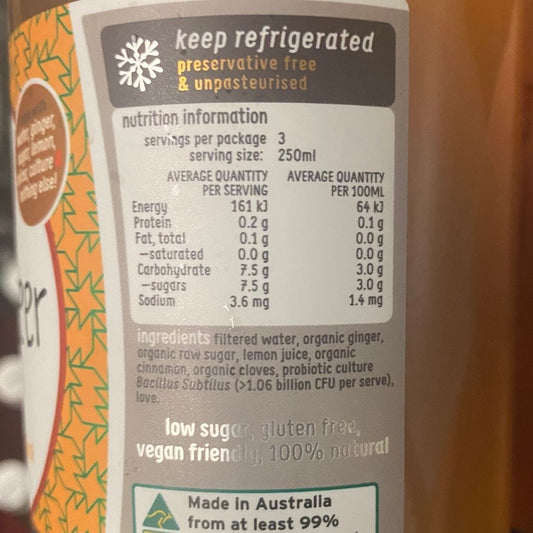 keep refrigerated
preservative free
& unpasteurised
nutrition information
servings per package 3
serving size: 250ml
AVERAGE QUANTITY AVERAGE QUANTITY
PER SERVING PER 100ML
Energy 161 kJ 64 kJ
Protein 0.2 g 0.1 g
Fat, total 0.1 g 0.0 g
—saturated 0.0 g 0.0 g
Carbohydrate 7.5 g 3.0 g
—sugars 7.5 g 3.0 g
Sodium 3.6 mg 1.4 mg
ingredients filtered water, organic ginger,
organic raw sugar, lemon juice, organic
cinnamon, organic cloves, probiotic culture
Bacillus Subtilus (>1.06 billion CFU per serve),
love.
low sugar, gluten free,
vegan friendly, 100% natural
Made in Australia
from at least 99%
ginger,
lemon,
culture
else!